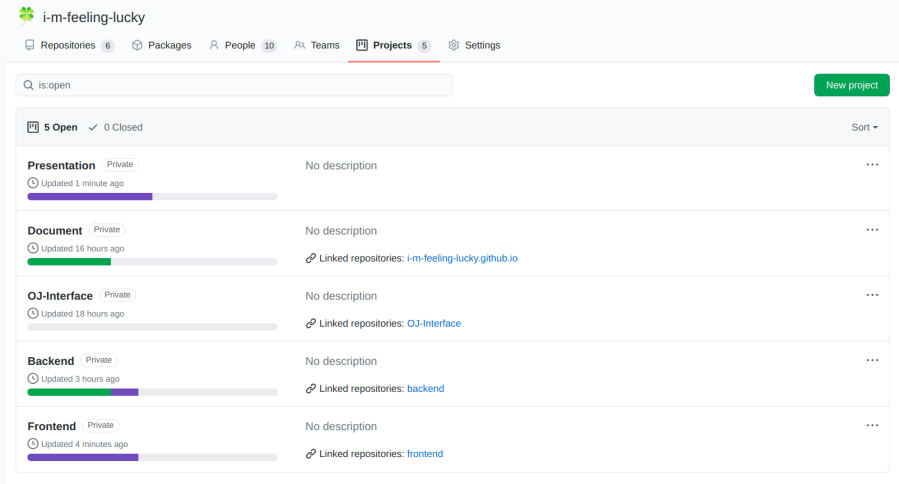 i-m-feeling-lucky
Repositories 6 Packages People 10 Teams Projects 5 Settings
is:open New project
5 Open 0 Closed Sort
Presentation Private No description
Updated 1 minute ago
Document Private No description
Updated 16 hours ago
Linked repositories: i-m-feeling-lucky.github.io
OJ-Interface Private No description
Updated 18 hours ago
Linked repositories: OJ-Interface
Backend Private No description
Updated 3 hours ago
Linked repositories: backend
Frontend Private No description
Updated 4 minutes ago
Linked repositories: frontend